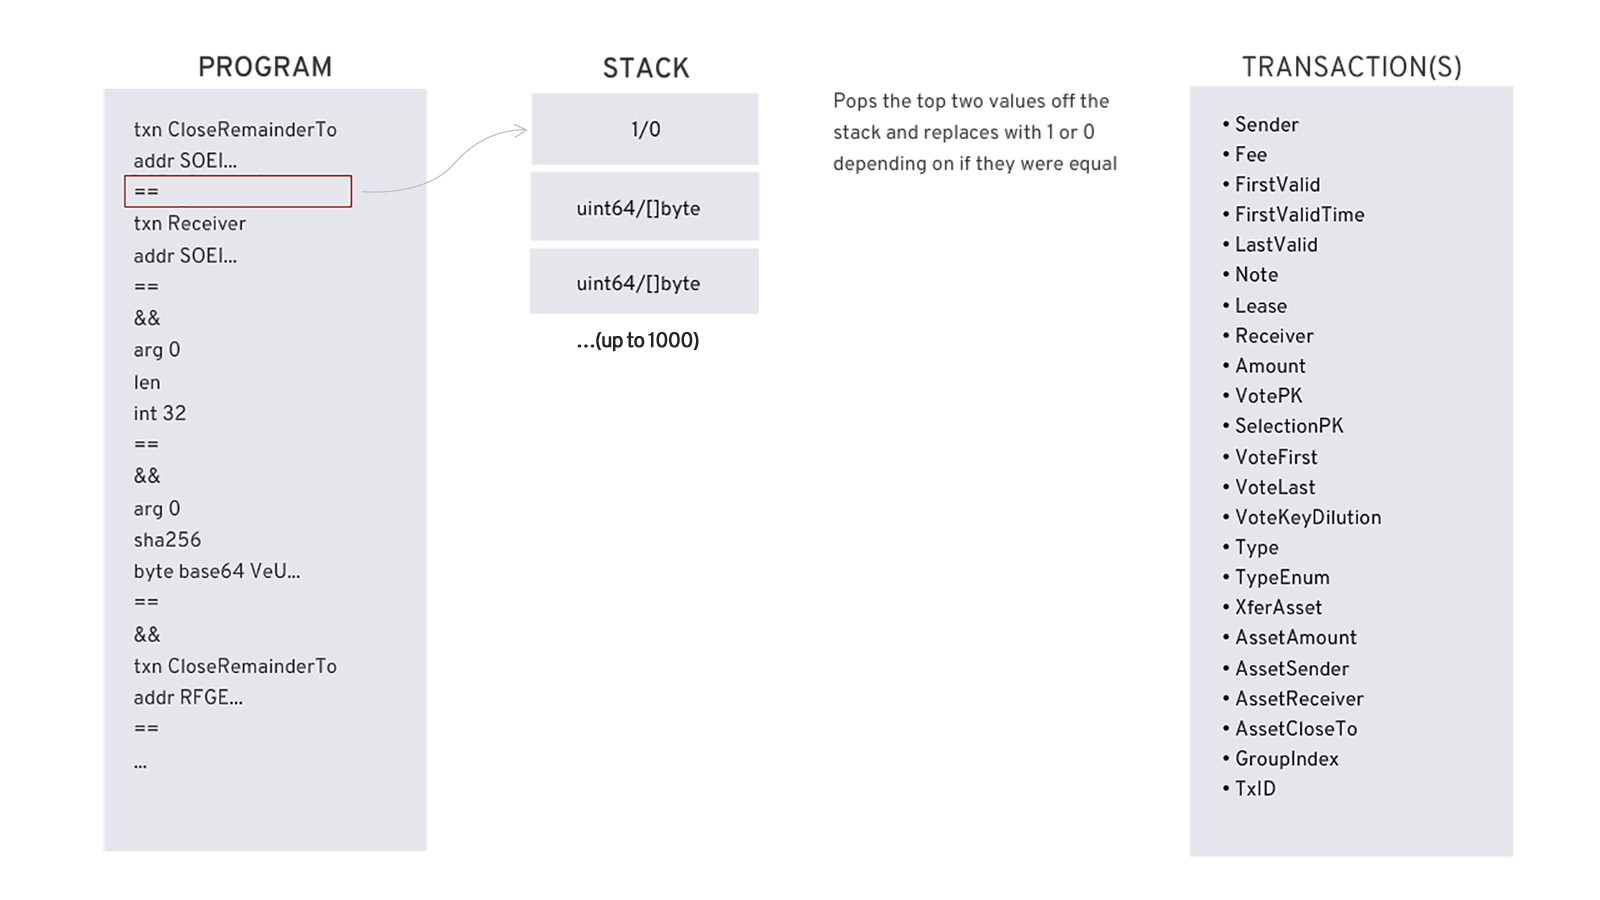 PROGRAM
txn CloseRemainderTo
addr SOEI...
==
txn Receiver
addr SOEI...
==
&&
arg 0
len
int 32
==
&&
arg 0
sha256
byte base64 VeU...
==
&&
txn CloseRemainderTo
addr RFGE...
==
...
STACK
1/0
uint64/[]byte
uint64/[]byte
...(up to 1000)
Pops the top two values off the
stack and replaces with 1 or 0
depending on if they were equal
TRANSACTION(S)
• Sender
• Fee
• FirstValid
• FirstValidTime
• LastValid
• Note
• Lease
• Receiver
• Amount
• VotePK
• SelectionPK
• VoteFirst
• VoteLast
• VoteKeyDilution
• Type
• TypeEnum
• XferAsset
• AssetAmount
• AssetSender
• AssetReceiver
• AssetCloseTo
• GroupIndex
• TxID